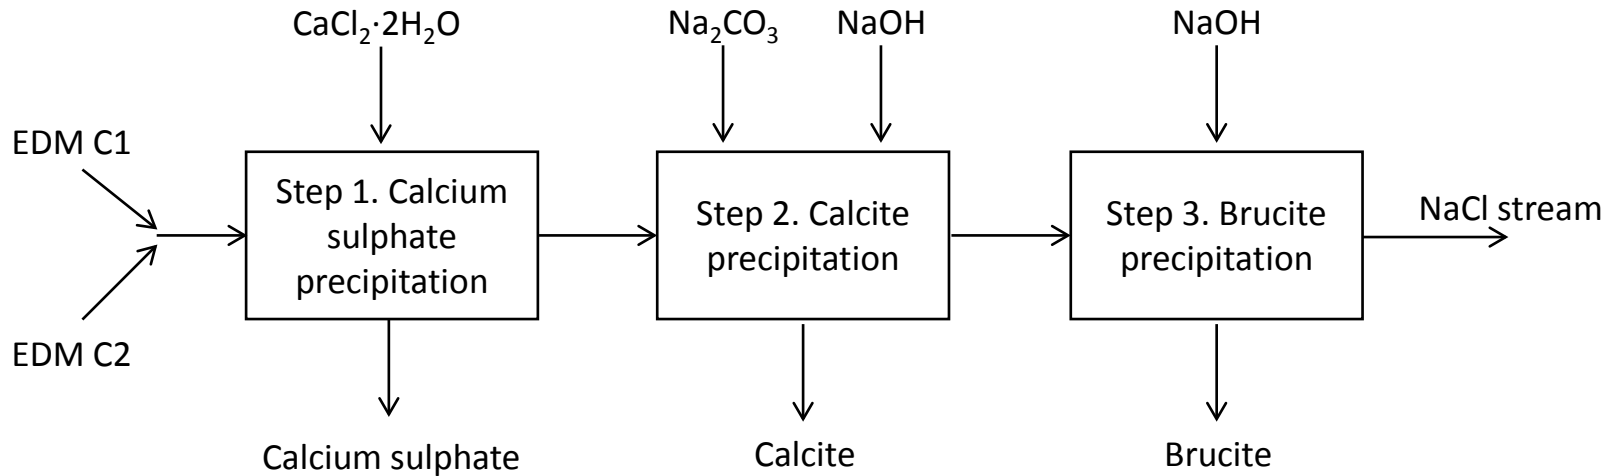 CaCl₂·2H₂O
Na₂CO₃
NaOH
NaOH
EDM C1
EDM C2
Step 1. Calcium
sulphate
precipitation
Step 2. Calcite
precipitation
Step 3. Brucite
precipitation
NaCl stream
Calcium sulphate
Calcite
Brucite